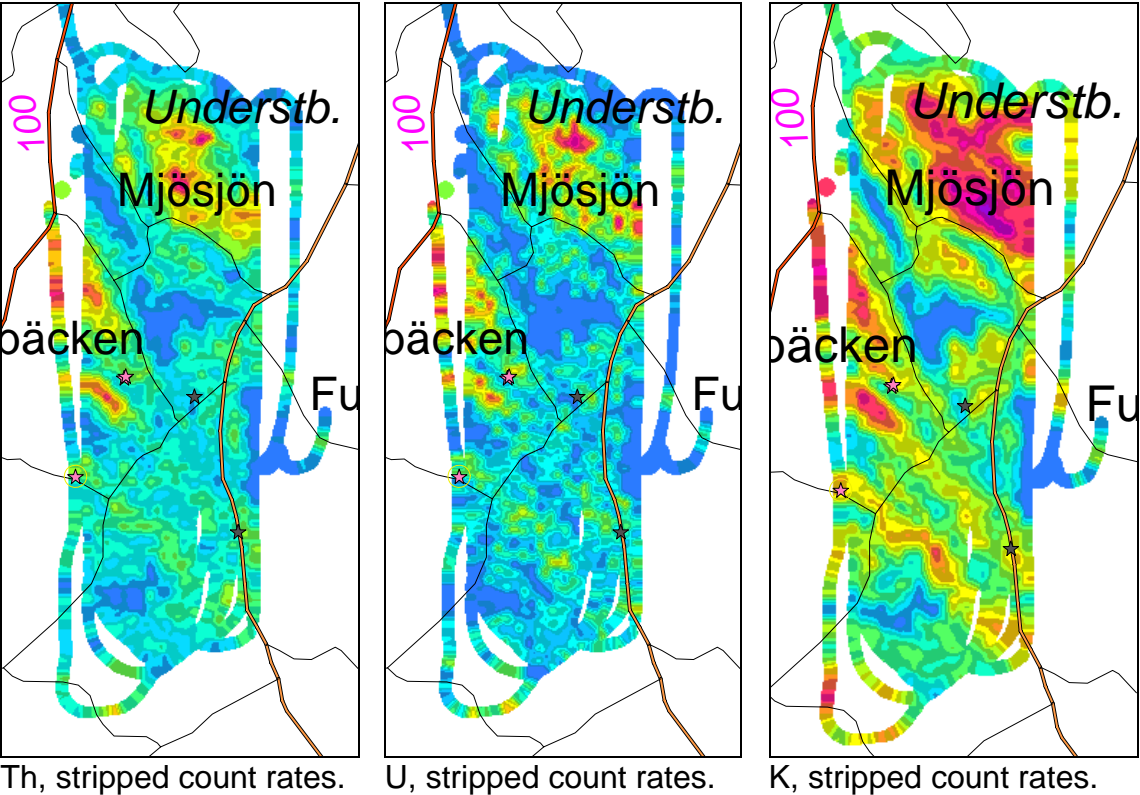 100
Understb.
Mjösjön
bäcken
Fu
Th, stripped count rates.
100
Understb.
Mjösjön
bäcken
Fu
U, stripped count rates.
100
Understb.
Mjösjön
bäcken
Fu
K, stripped count rates.